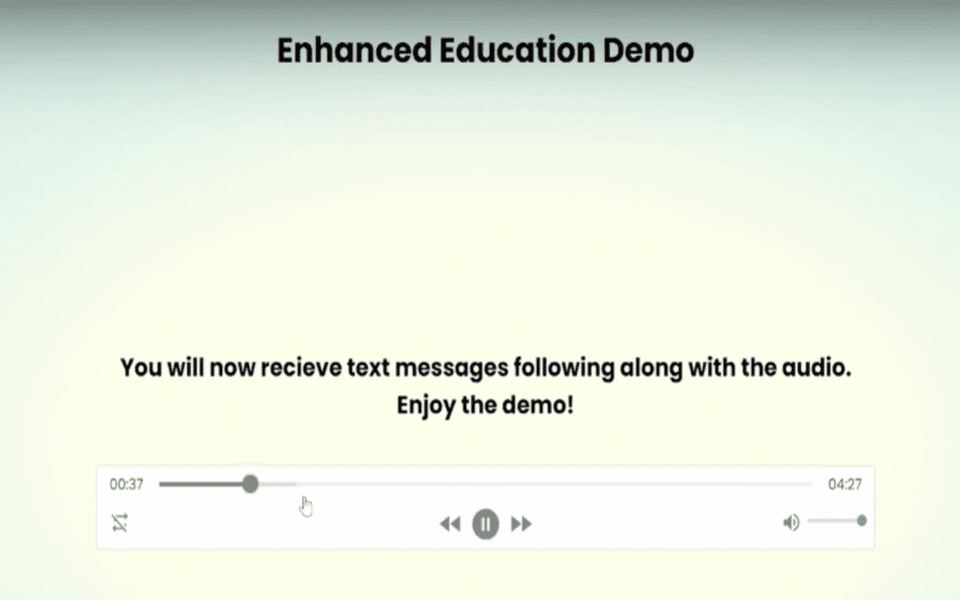 Enhanced Education Demo
You will now recieve text messages following along with the audio.
Enjoy the demo!
00:37
04:27